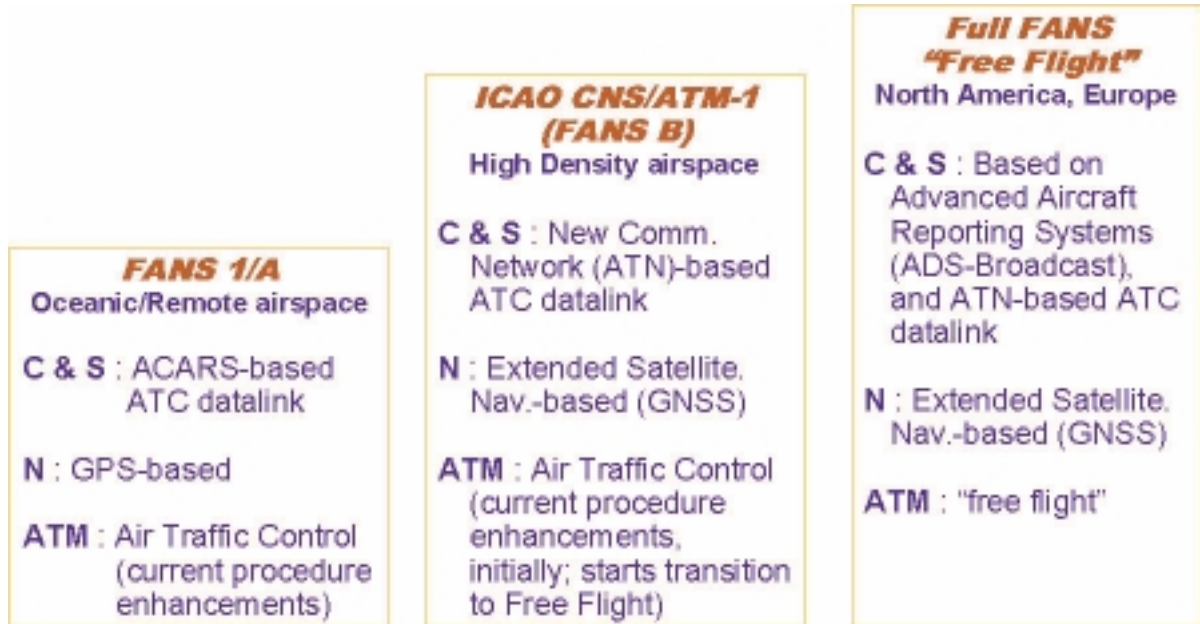 FANS 1/A
Oceanic/Remote airspace
C & S : ACARS-based
ATC datalink
N : GPS-based
ATM : Air Traffic Control
(current procedure
enhancements)
ICAO CNS/ATM-1
(FANS B)
High Density airspace
C & S : New Comm.
Network (ATN)-based
ATC datalink
N : Extended Satellite.
Nav.-based (GNSS)
ATM : Air Traffic Control
(current procedure
enhancements,
initially; starts transition
to Free Flight)
Full FANS
“Free Flight”
North America, Europe
C & S : Based on
Advanced Aircraft
Reporting Systems
(ADS-Broadcast),
and ATN-based ATC
datalink
N : Extended Satellite.
Nav.-based (GNSS)
ATM : “free flight”